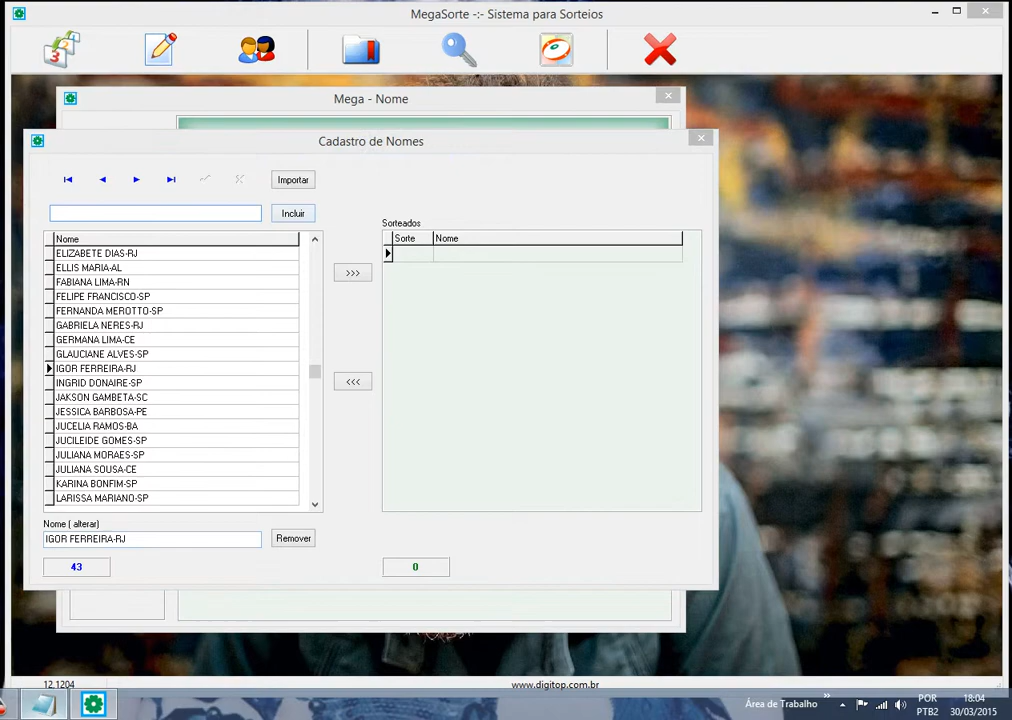 MegaSorte -:- Sistema para Sorteios
Mega - Nome
Cadastro de Nomes
Importar
Incluir
Nome
ELIZABETE DIAS-RJ
ELLIS MARIA-AL
FABIANA LIMA-RN
FELIPE FRANCISCO-SP
FERNANDA MEROTTO-SP
GABRIELA NERES-RJ
GERMANA LIMA-CE
GLAUCIANE ALVES-SP
IGOR FERREIRA-RJ
INGRID DONAIRE-SP
JAKSON GAMBETA-SC
JESSICA BARBOSA-PE
JUCELIA RAMOS-BA
JUCILEIDE GOMES-SP
JULIANA MORAES-SP
JULIANA SOUSA-CE
KARINA BONFIM-SP
LARISSA MARIANO-SP
Nome ( alterar)
IGOR FERREIRA-RJ
Remover
43
>>>
<<<
Sorteados
Sorte Nome
0
12.1204
www.digitop.com.br
Área de Trabalho
POR
PTB2
18:04
30/03/2015